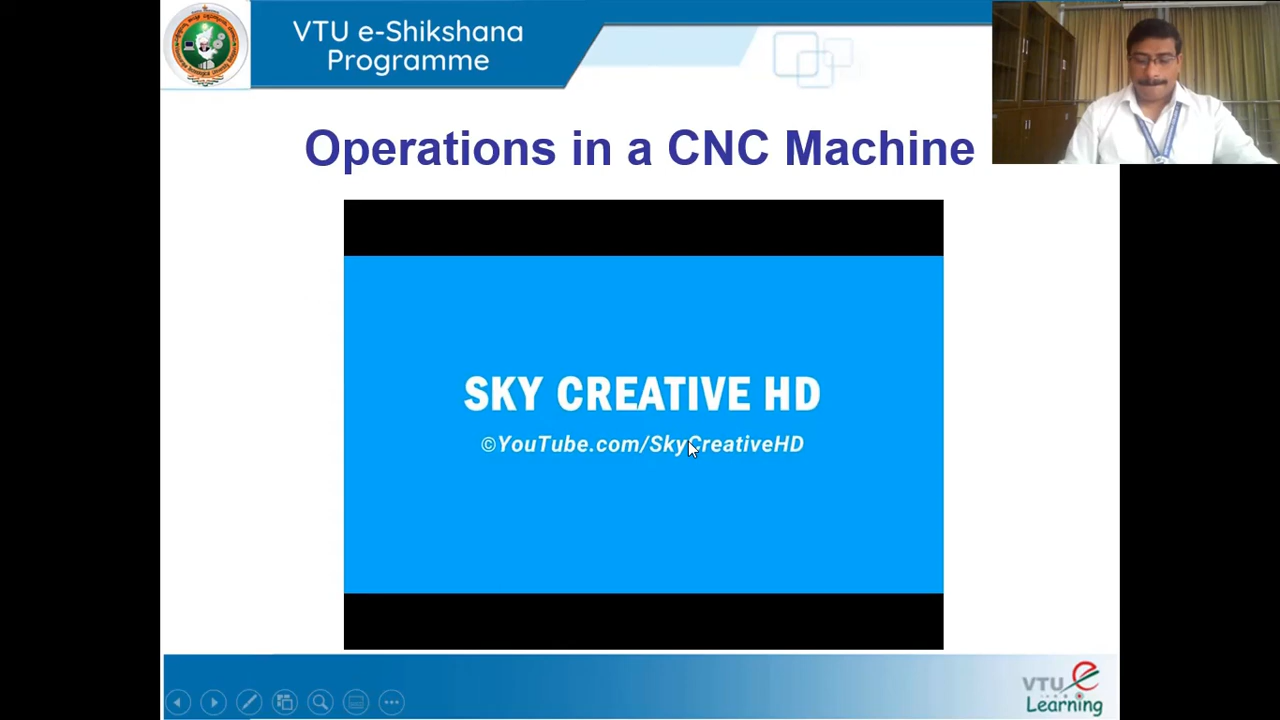 VTU e-Shikshana
Programme
Operations in a CNC Machine
SKY CREATIVE HD
©YouTube.com/SkyCreativeHD
VTU e
Learning